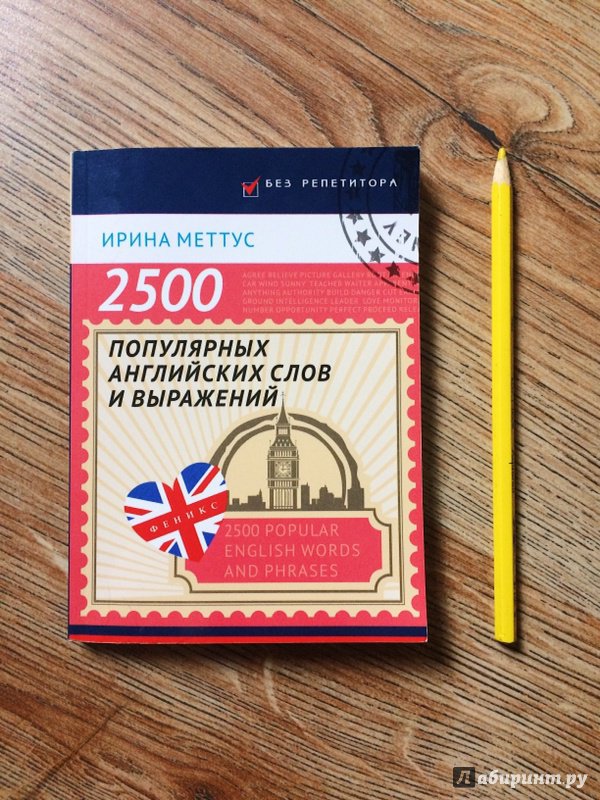 БЕЗ РЕПЕТИТОРА
ИРИНА МЕТТУС
2500
AGREE BELIEVE PICTURE GALLERY
CAR WIND SUNNY TEACHER WAITER
ANYTHING AUTHORITY BUILD DANGER CUT
GROUND INTELLIGENCE LEADER LOVE MONITOR
NUMBER OPPORTUNITY PERFECT PROCEED
ПОПУЛЯРНЫХ
АНГЛИЙСКИХ СЛОВ
И ВЫРАЖЕНИЙ
ФЕНИКС
2500 POPULAR
ENGLISH WORDS
AND PHRASES
Лабиринт.ру